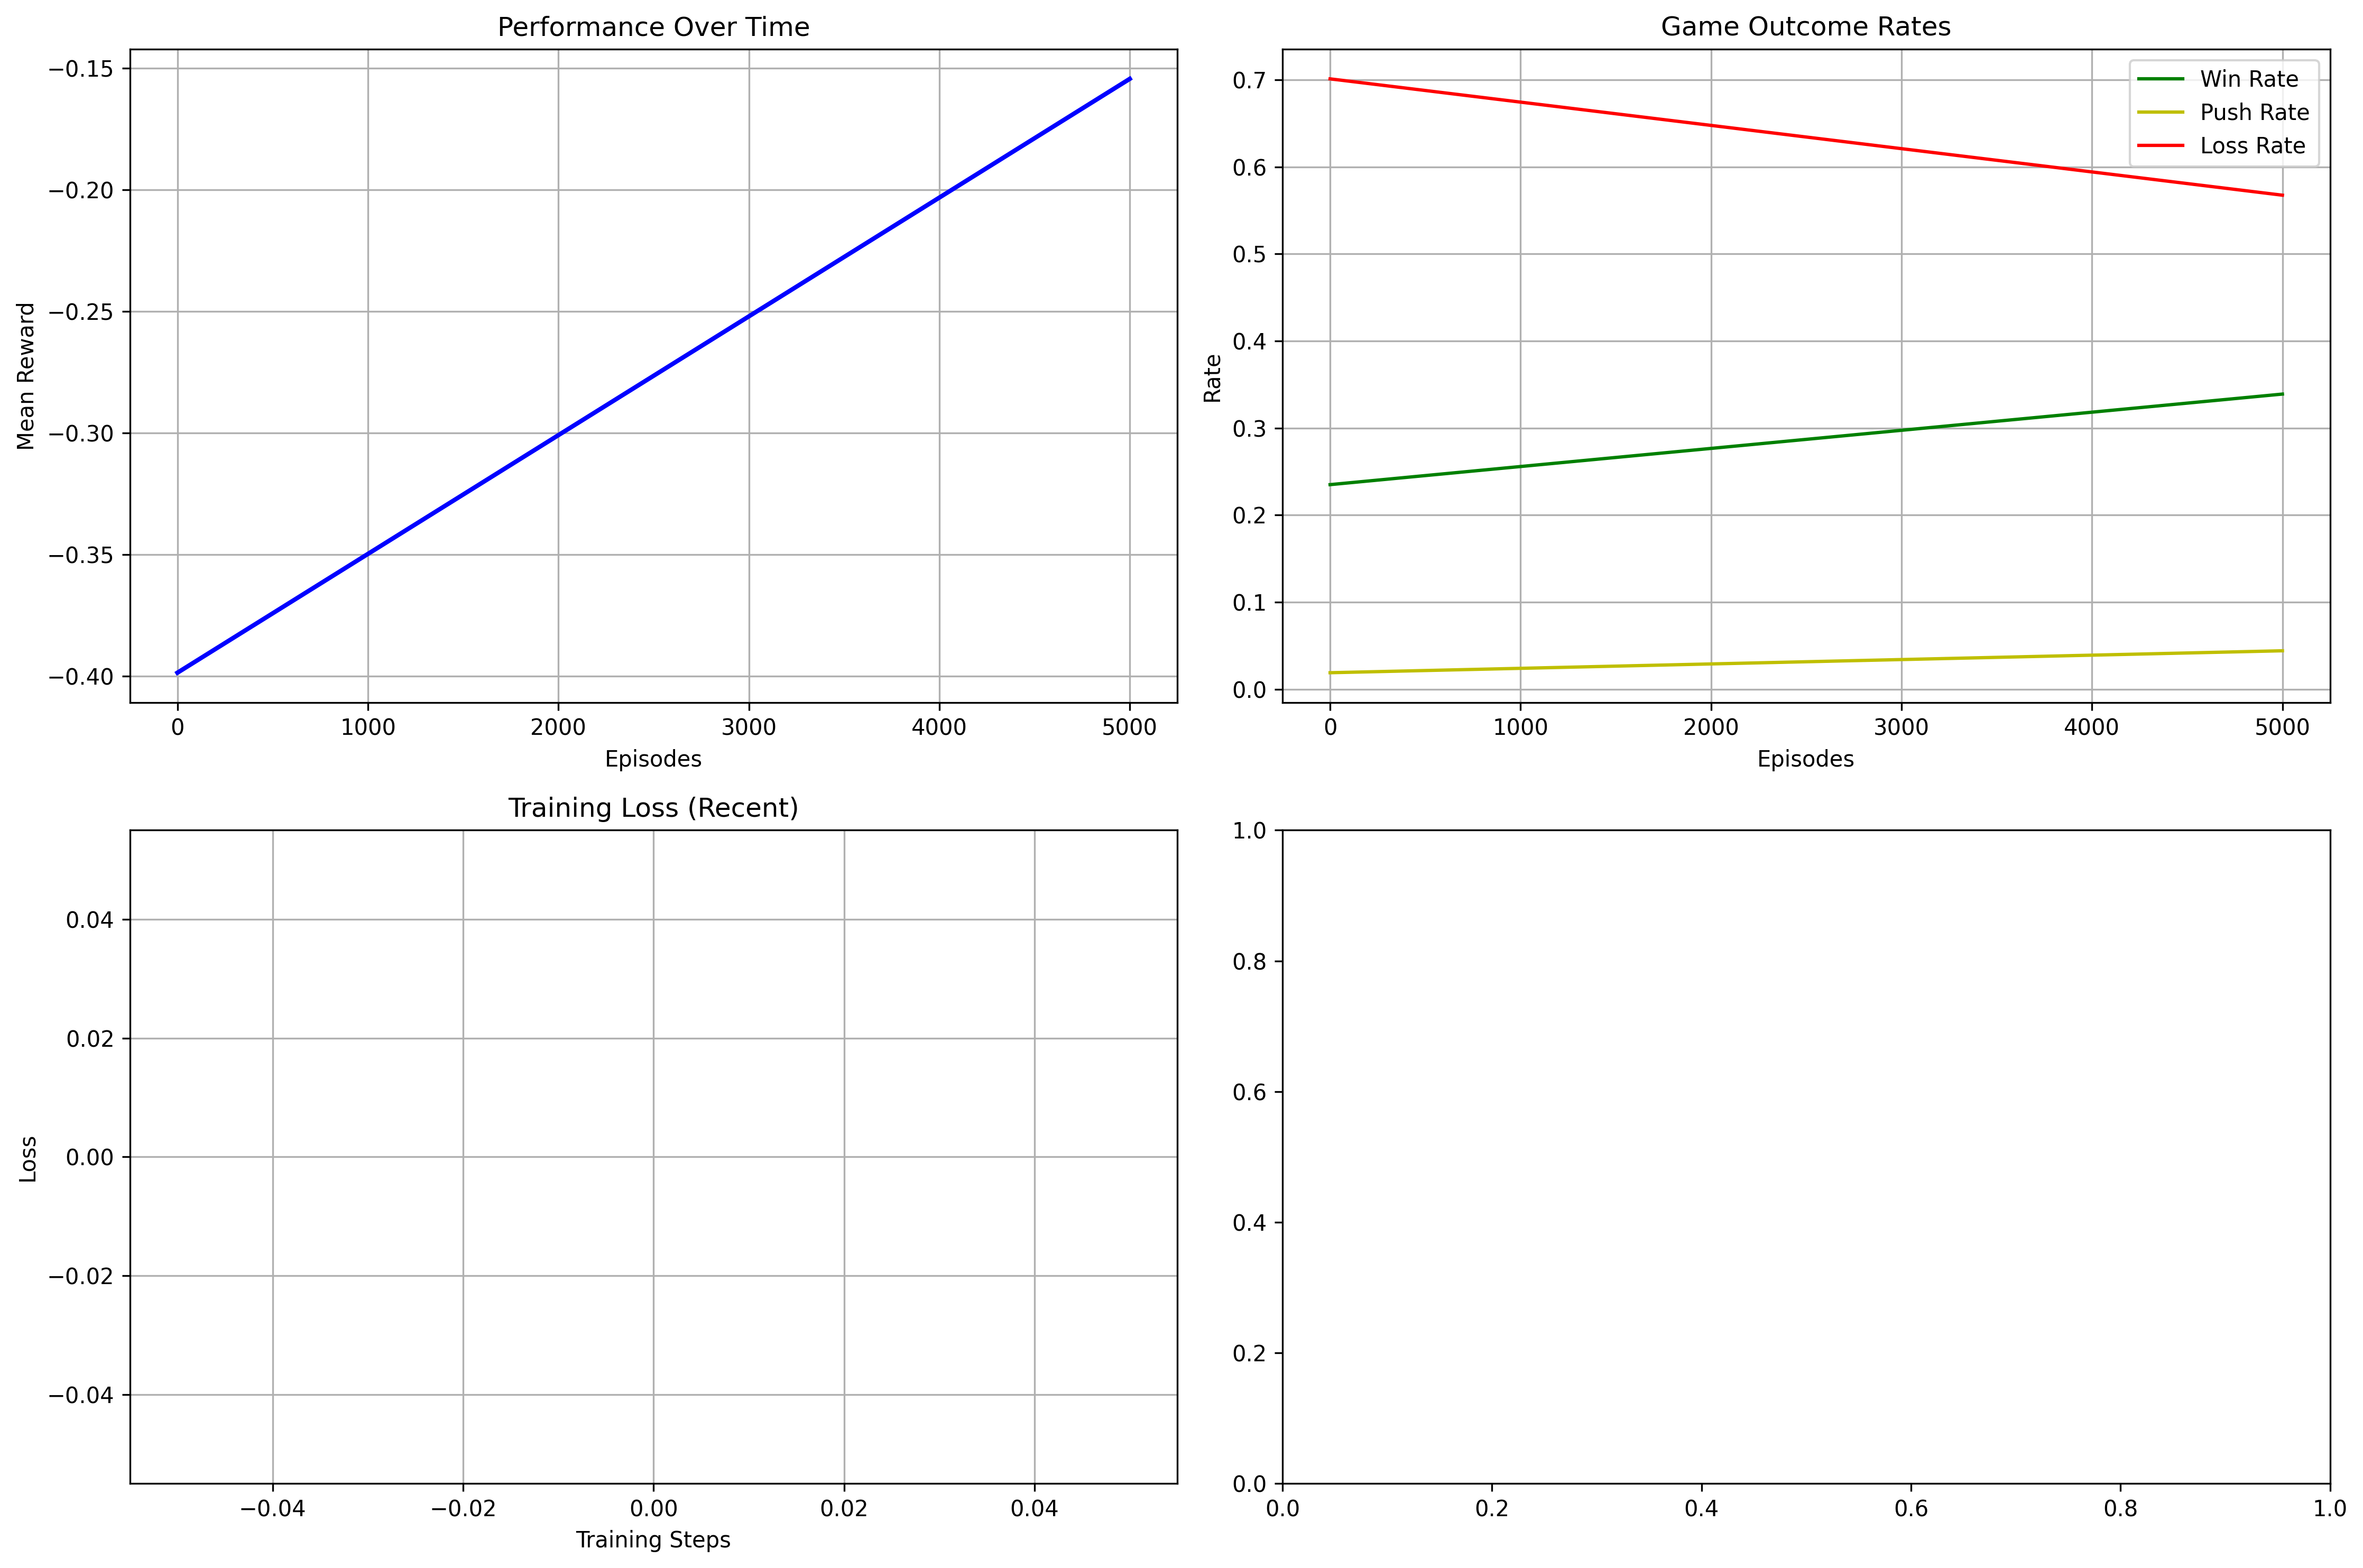 Performance Over Time
−0.15
−0.20
−0.25
−0.30
−0.35
−0.40
Mean Reward
0 1000 2000 3000 4000 5000
Episodes
Game Outcome Rates
0.7
0.6
0.5
0.4
0.3
0.2
0.1
0.0
Rate
Win Rate
Push Rate
Loss Rate
0 1000 2000 3000 4000 5000
Episodes
Training Loss (Recent)
0.04
0.02
0.00
−0.02
−0.04
Loss
−0.04 −0.02 0.00 0.02 0.04
Training Steps
1.0
0.8
0.6
0.4
0.2
0.0
0.0 0.2 0.4 0.6 0.8 1.0